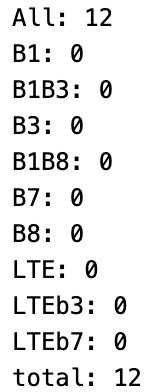 All: 12
B1: 0
B1B3: 0
B3: 0
B1B8: 0
B7: 0
B8: 0
LTE: 0
LTEb3: 0
LTEb7: 0
total: 12